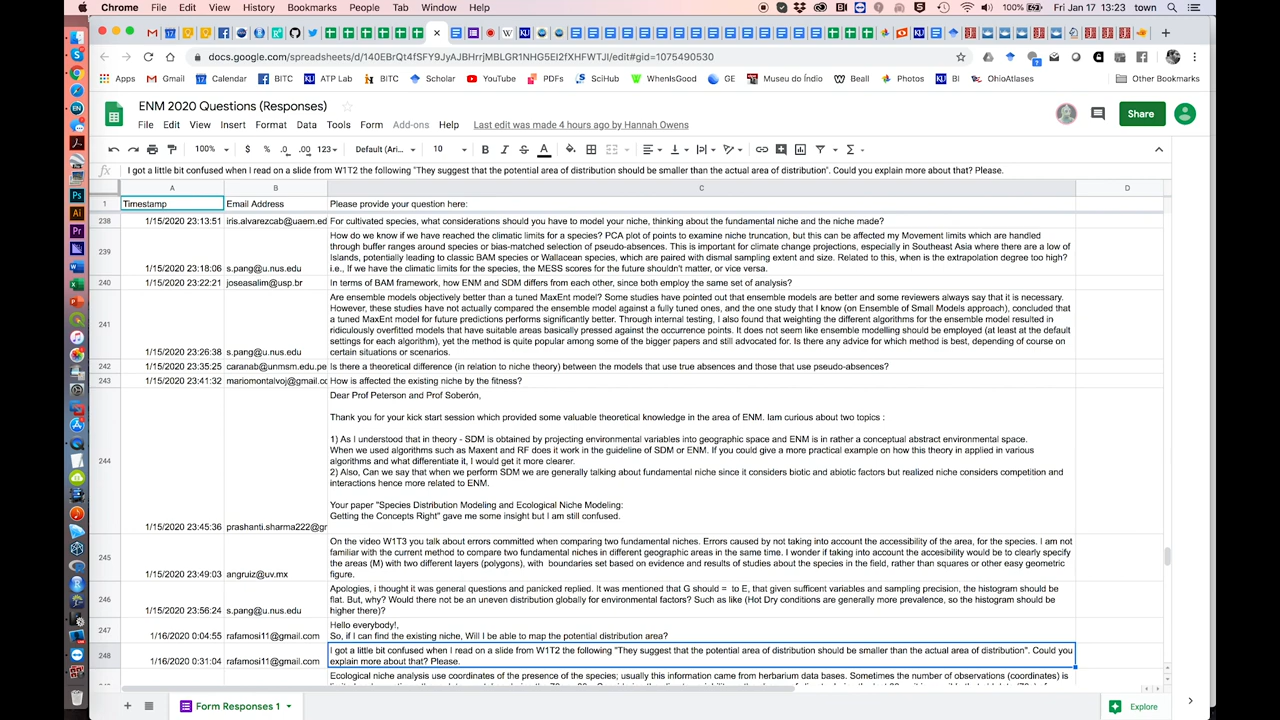 Chrome File Edit View History Bookmarks People Tab Window Help 100% Fri Jan 17 13:23 town
docs.google.com/spreadsheets/d/140EBrQt4fSFY9JyAJBHrrjMBLGR1NHG5EI2fXHFWTJI/edit#gid=1075490530
Apps Gmail Calendar BITC ATP Lab BITC Scholar YouTube PDFs SciHub WhenIsGood GE Museu do Índio Beall Photos BI OhioAtlases Other Bookmarks
ENM 2020 Questions (Responses)
File Edit View Insert Format Data Tools Form Add-ons Help Last edit was made 4 hours ago by Hannah Owens
Share
100% $ % .0 .00 123 Default (Ari... 10 B I S A
fx I got a little bit confused when I read on a slide from W1T2 the following "They suggest that the potential area of distribution should be smaller than the actual area of distribution". Could you explain more about that? Please.
A B C D
1 Timestamp Email Address Please provide your question here:
238 1/15/2020 23:13:51 iris.alvarezcab@uaem.ed For cultivated species, what considerations should you have to model your niche, thinking about the fundamental niche and the niche made?
How do we know if we have reached the climatic limits for a species? PCA plot of points to examine niche truncation, but this can be affected my Movement limits which are handled
through buffer ranges around species or bias-matched selection of pseudo-absences. This is important for climate change projections, especially in Southeast Asia where there are a low of
239 Islands, potentially leading to classic BAM species or Wallacean species, which are paired with dismal sampling extent and size. Related to this, when is the extrapolation degree too high?
1/15/2020 23:18:06 s.pang@u.nus.edu i.e., If we have the climatic limits for the species, the MESS scores for the future shouldn't matter, or vice versa.
240 1/15/2020 23:22:21 joseasalim@usp.br In terms of BAM framework, how ENM and SDM differs from each other, since both employ the same set of analysis?
Are ensemble models objectively better than a tuned MaxEnt model? Some studies have pointed out that ensemble models are better and some reviewers always say that it is necessary.
However, these studies have not actually compared the ensemble model against a fully tuned ones, and the one study that I know (on Ensemble of Small Models approach), concluded that
a tuned MaxEnt model for future predictions performs significantly better. Through internal testing, I also found that weighting the different algorithms for the ensemble model resulted in
241 ridiculously overfitted models that have suitable areas basically pressed against the occurrence points. It does not seem like ensemble modelling should be employed (at least at the default
settings for each algorithm), yet the method is quite popular among some of the bigger papers and still advocated for. Is there any advice for which method is best, depending of course on
1/15/2020 23:26:38 s.pang@u.nus.edu certain situations or scenarios.
242 1/15/2020 23:35:25 caranab@unmsm.edu.pe Is there a theoretical difference (in relation to niche theory) between the models that use true absences and those that use pseudo-absences?
243 1/15/2020 23:41:32 mariomontalvoj@gmail.cc How is affected the existing niche by the fitness?
Dear Prof Peterson and Prof Soberón,
Thank you for your kick start session which provided some valuable theoretical knowledge in the area of ENM. Iam curious about two topics :
1) As I understood that in theory - SDM is obtained by projecting environmental variables into geographic space and ENM is in rather a conceptual abstract environmental space.
When we used algorithms such as Maxent and RF does it work in the guideline of SDM or ENM. If you could give a more practical example on how this theory in applied in various
244 algorithms and what differentiate it, I would get it more clearer.
2) Also, Can we say that when we perform SDM we are generally talking about fundamental niche since it considers biotic and abiotic factors but realized niche considers competition and
interactions hence more related to ENM.
Your paper "Species Distribution Modeling and Ecological Niche Modeling:
Getting the Concepts Right" gave me some insight but I am still confused.
1/15/2020 23:45:36 prashanti.sharma222@gr
On the video W1T3 you talk about errors committed when comparing two fundamental niches. Errors caused by not taking into account the accessibility of the area, for the species. I am not
familiar with the current method to compare two fundamental niches in different geographic areas in the same time. I wonder if taking into account the accesibility would be to clearly specify
245 the areas (M) with two different layers (polygons), with boundaries set based on evidence and results of studies about the species in the field, rather than squares or other easy geometric
1/15/2020 23:49:03 angruiz@uv.mx figure.
Apologies, i thought it was general questions and panicked replied. It was mentioned that G should = to E, that given sufficent variables and sampling precision, the histogram should be
246 flat. But, why? Would there not be an uneven distribution globally for environmental factors? Such as like (Hot Dry conditions are generally more prevalence, so the histogram should be
1/15/2020 23:56:24 s.pang@u.nus.edu higher there)?
Hello everybody!,
247 1/16/2020 0:04:55 rafamosi11@gmail.com So, if I can find the existing niche, Will I be able to map the potential distribution area?
I got a little bit confused when I read on a slide from W1T2 the following "They suggest that the potential area of distribution should be smaller than the actual area of distribution". Could you
248 1/16/2020 0:31:04 rafamosi11@gmail.com explain more about that? Please.
Ecological niche analysis use coordinates of the presence of the species; usually this information came from herbarium data bases. Sometimes the number of observations (coordinates) is
Form Responses 1 Explore